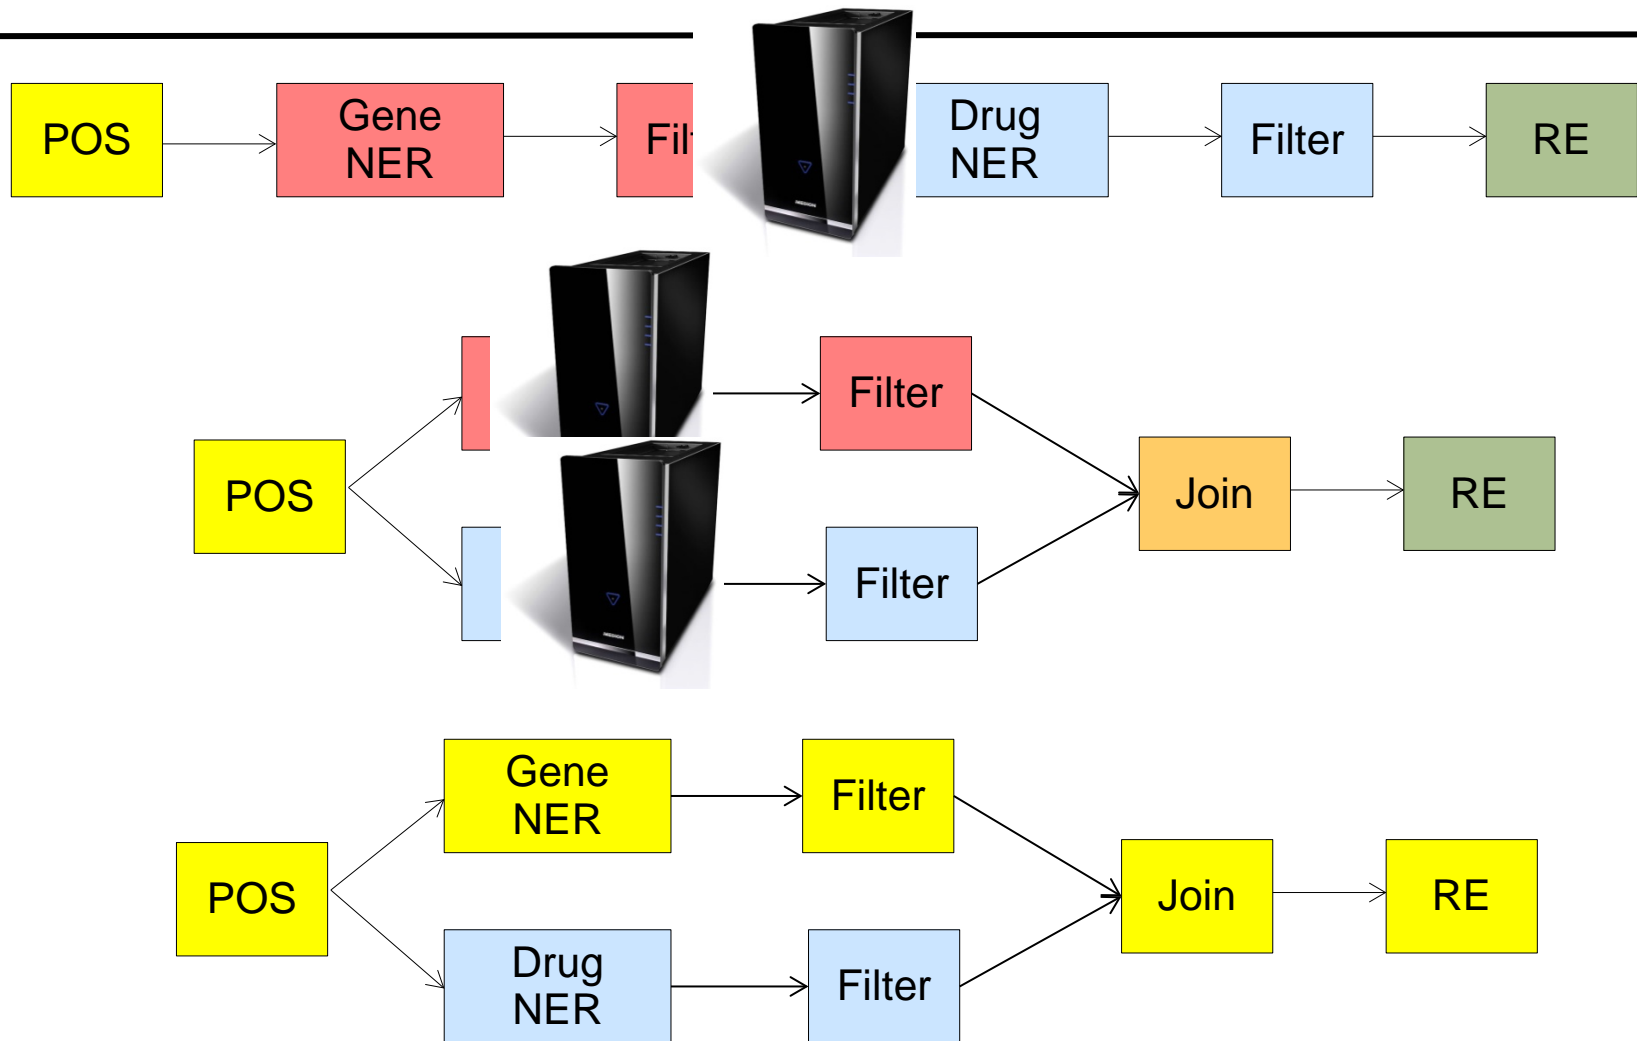 POS
Gene
NER
Drug
NER
Filter
RE
Filter
POS
Join
RE
Filter
Gene
NER
Filter
POS
Join
RE
Drug
NER
Filter